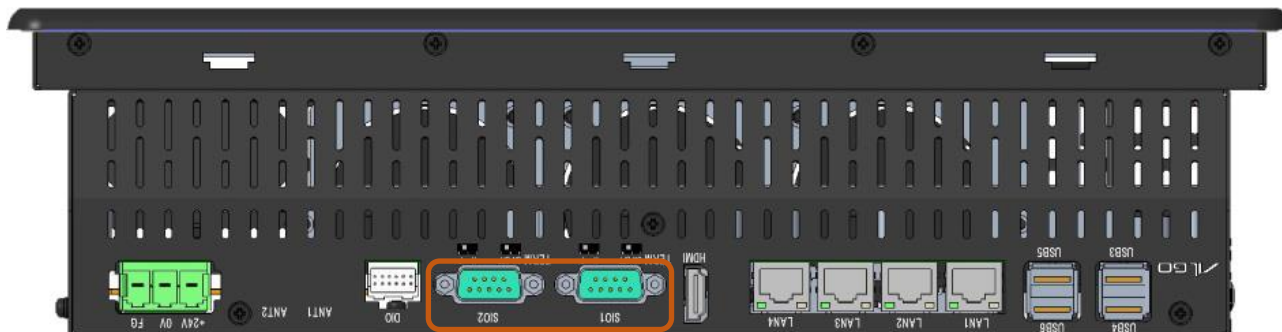 USB5
USB3
HDMI
ANT2
ANT1
DIO
SIO2
SIO1
LAN4
LAN3
LAN2
LAN1
USB6
USB4
FG
0V
+24V